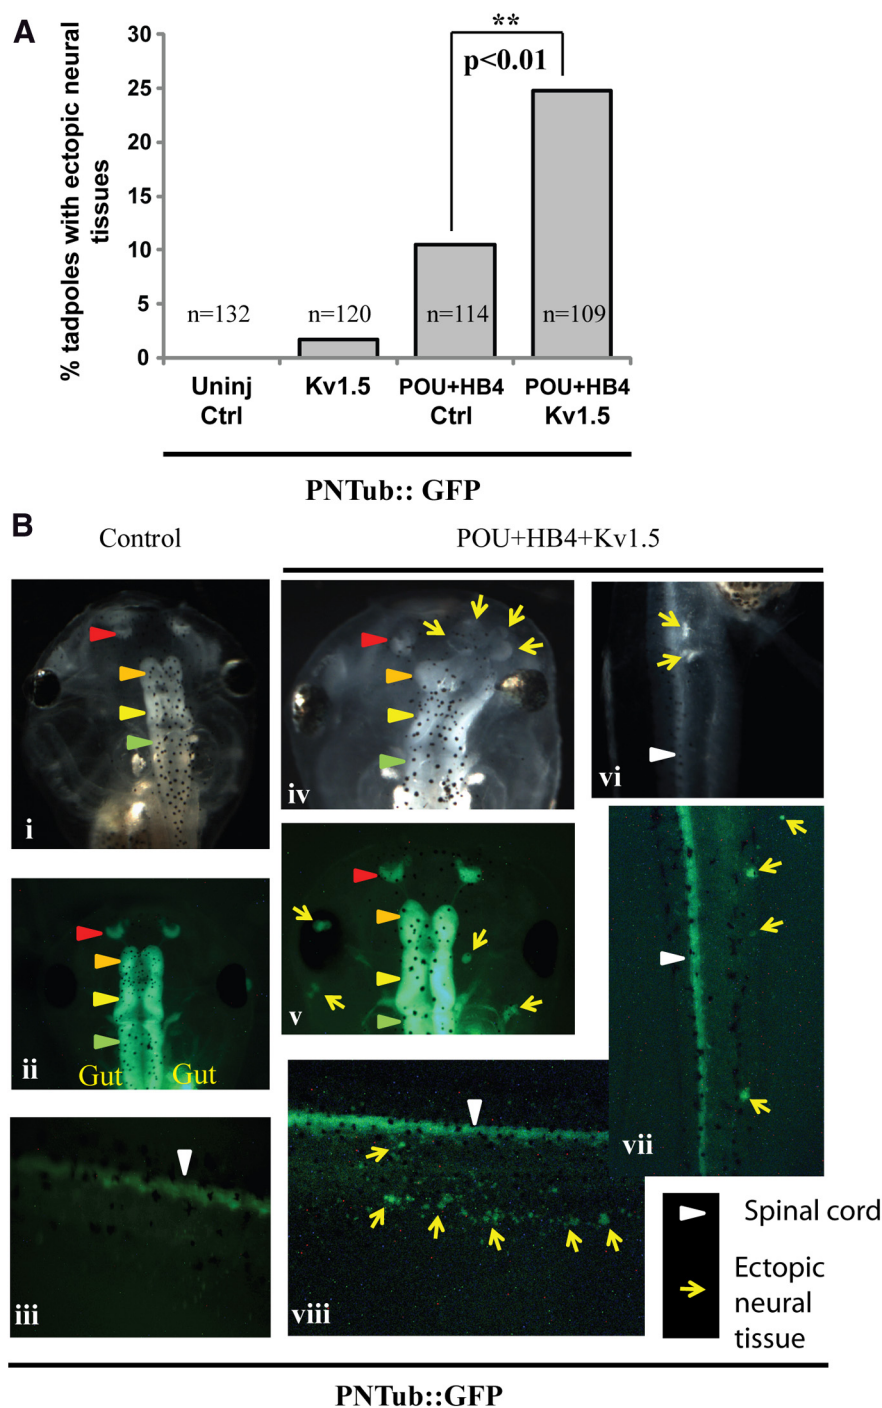 A
% tadpoles with ectopic neural
tissues
30
25
20
15
10
5
0
**
p<0.01
n=132
n=120
n=114
n=109
Uninj
Ctrl
Kv1.5
POU+HB4
Ctrl
POU+HB4
Kv1.5
PNTub:: GFP
B
Control
POU+HB4+Kv1.5
i
iv
vi
ii
Gut
Gut
v
vii
iii
viii
Spinal cord
Ectopic
neural
tissue
PNTub::GFP